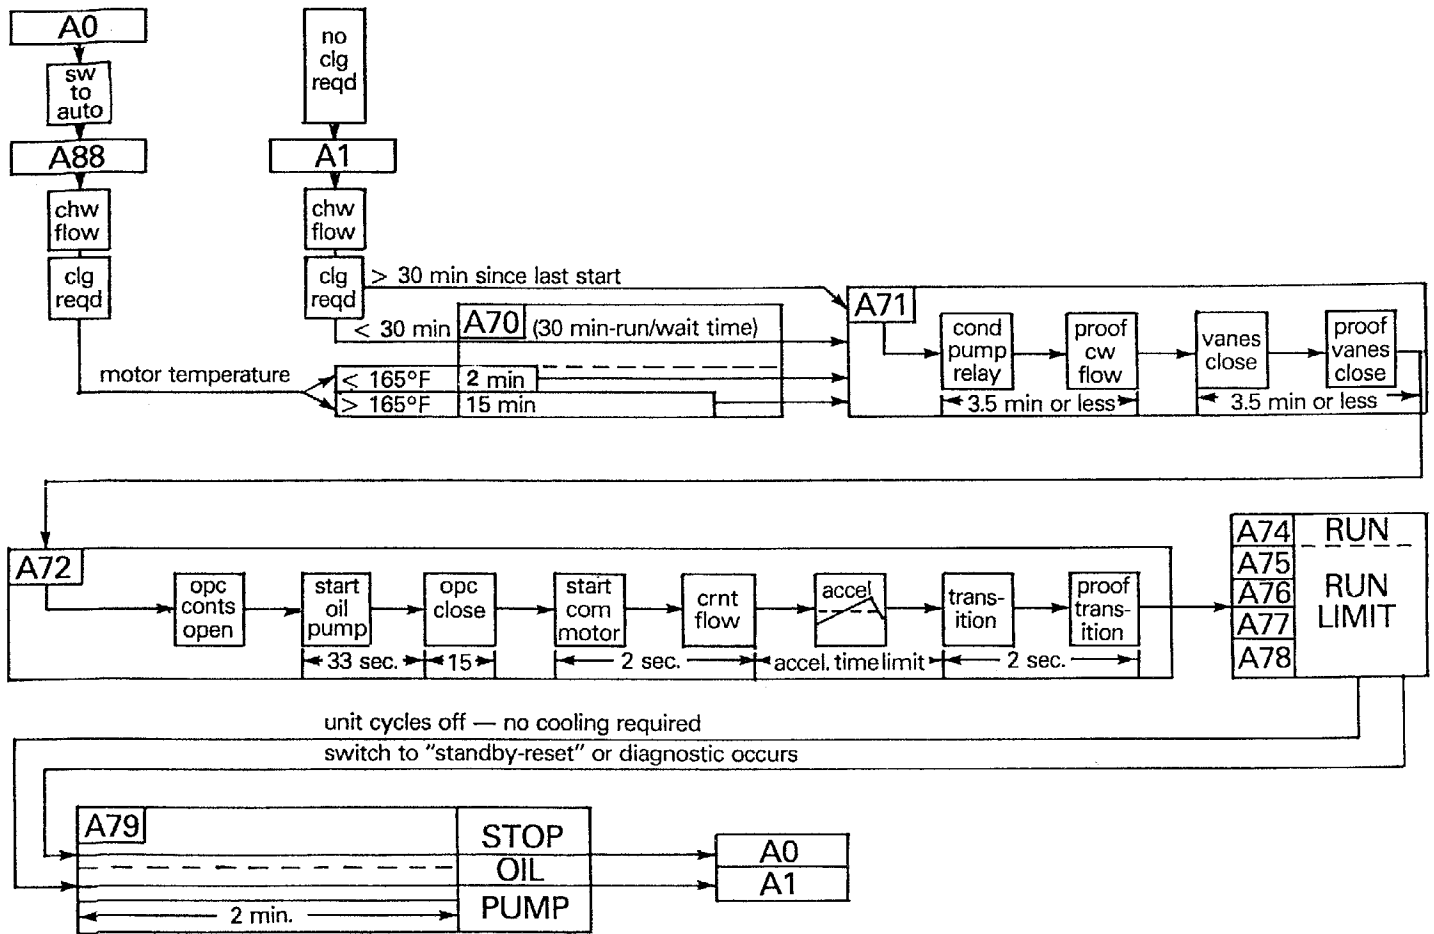 A0
sw
to
auto
A88
chw
flow
clg
reqd
no
clg
reqd
A1
chw
flow
clg
reqd
> 30 min since last start
< 30 min
A70
(30 min-run/wait time)
motor temperature
< 165°F
2 min
> 165°F
15 min
A71
cond
pump
relay
proof
cw
flow
vanes
close
proof
vanes
close
3.5 min or less
3.5 min or less
A72
opc
conts
open
start
oil
pump
opc
close
start
com
motor
crnt
flow
accel
trans-
ition
proof
trans-
ition
33 sec.
15
2 sec.
accel. time limit
2 sec.
A74
A75
A76
A77
A78
RUN
RUN
LIMIT
unit cycles off — no cooling required
switch to "standby-reset" or diagnostic occurs
A79
2 min.
STOP
OIL
PUMP
A0
A1